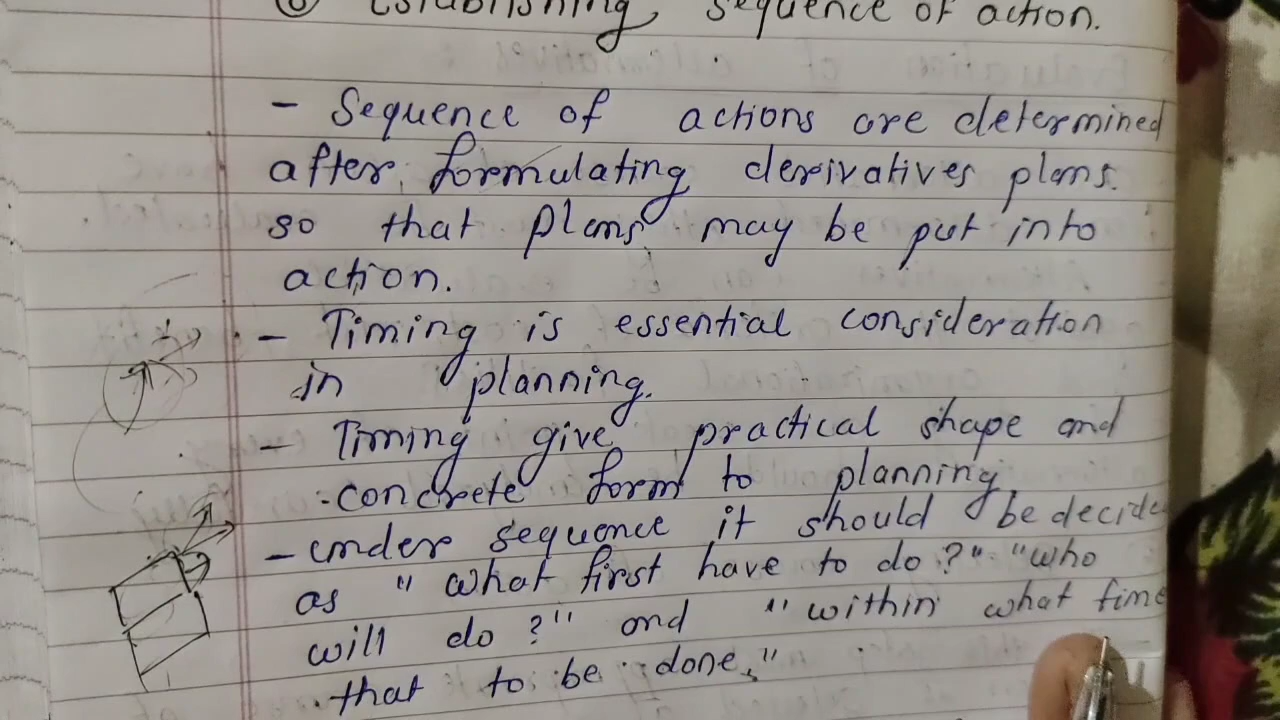 ⑧ Establishing sequence of action.
- Sequence of actions are determined
after formulating derivatives plans.
so that plans may be put into
action.
- Timing is essential consideration
in planning.
- Timing give practical shape and
concrete form to planning
- under sequence it should be decide
as "what first have to do?" "who
will do?" and "within what time
that to be done."